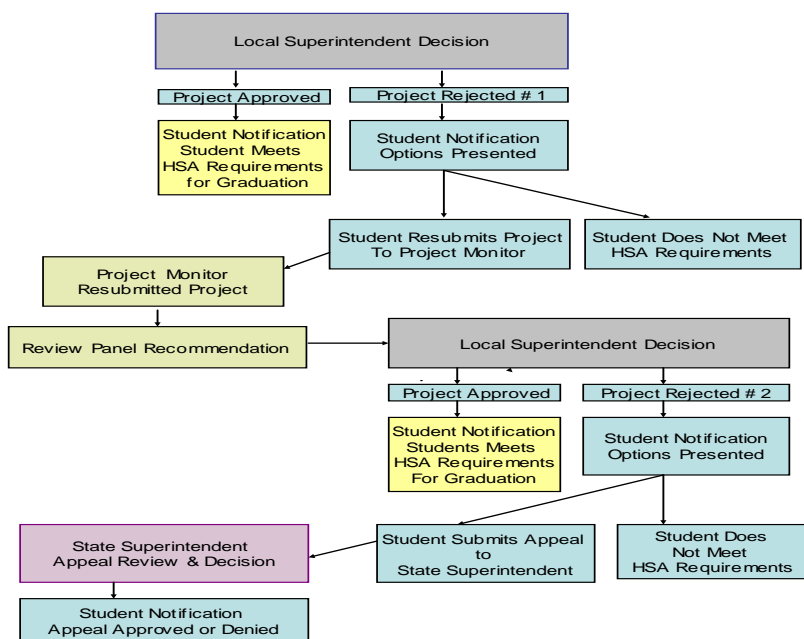 Local Superintendent Decision
Project Approved
Project Rejected # 1
Student Notification
Student Meets
HSA Requirements
for Graduation
Student Notification
Options Presented
Student Resubmits Project
To Project Monitor
Student Does Not Meet
HSA Requirements
Project Monitor
Resubmitted Project
Review Panel Recommendation
Local Superintendent Decision
Project Approved
Project Rejected # 2
Student Notification
Students Meets
HSA Requirements
For Graduation
Student Notification
Options Presented
State Superintendent
Appeal Review & Decision
Student Submits Appeal
to
State Superintendent
Student Does
Not Meet
HSA Requirements
Student Notification
Appeal Approved or Denied